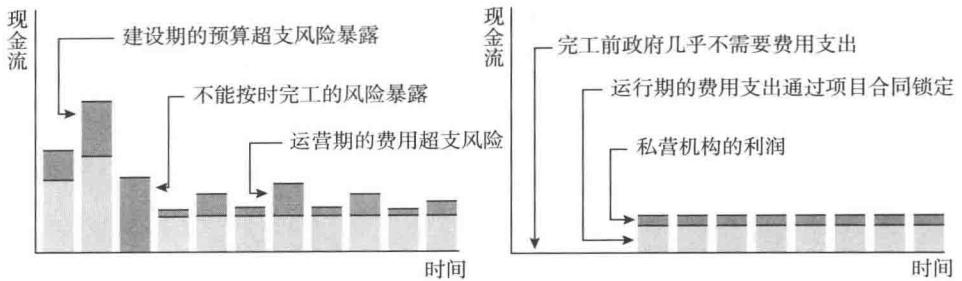 现金流
建设期的预算超支风险暴露
不能按时完工的风险暴露
运营期的费用超支风险
时间
现金流
完工前政府几乎不需要费用支出
运行期的费用支出通过项目合同锁定
私营机构的利润
时间